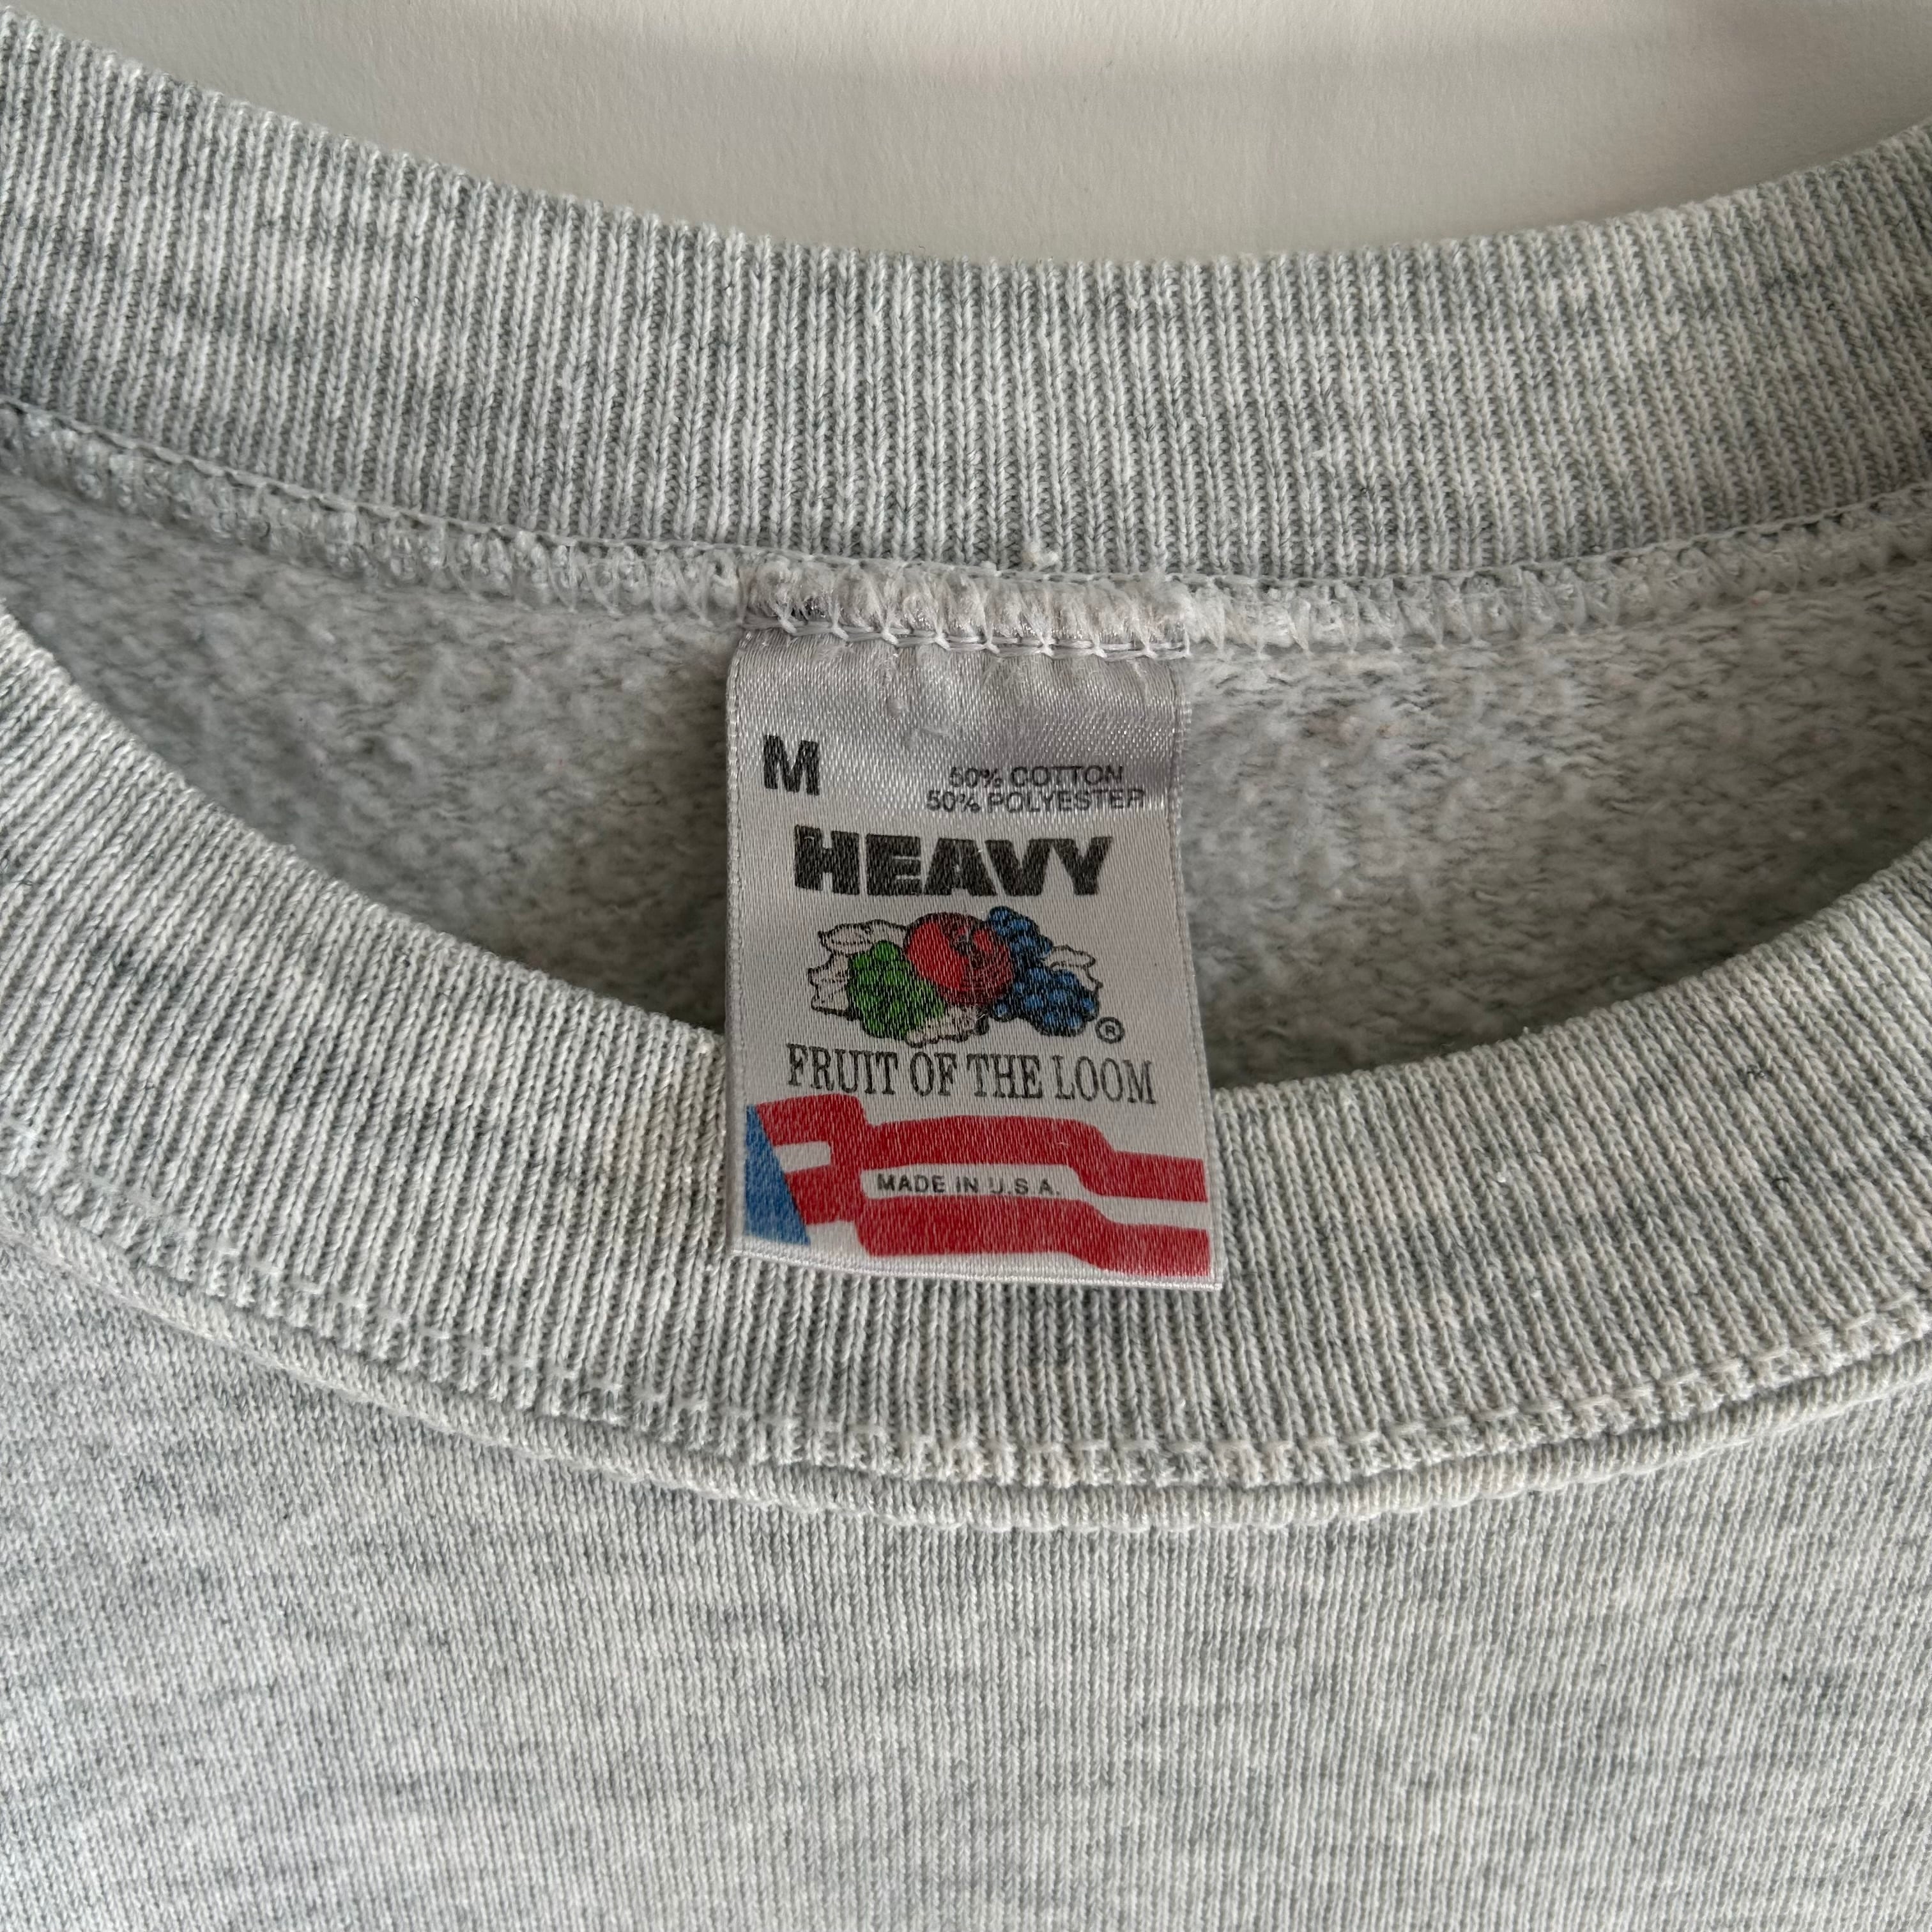 M
50% COTTON
50% POLYESTER
HEAVY
®
FRUIT OF THE LOOM
MADE IN U.S.A.